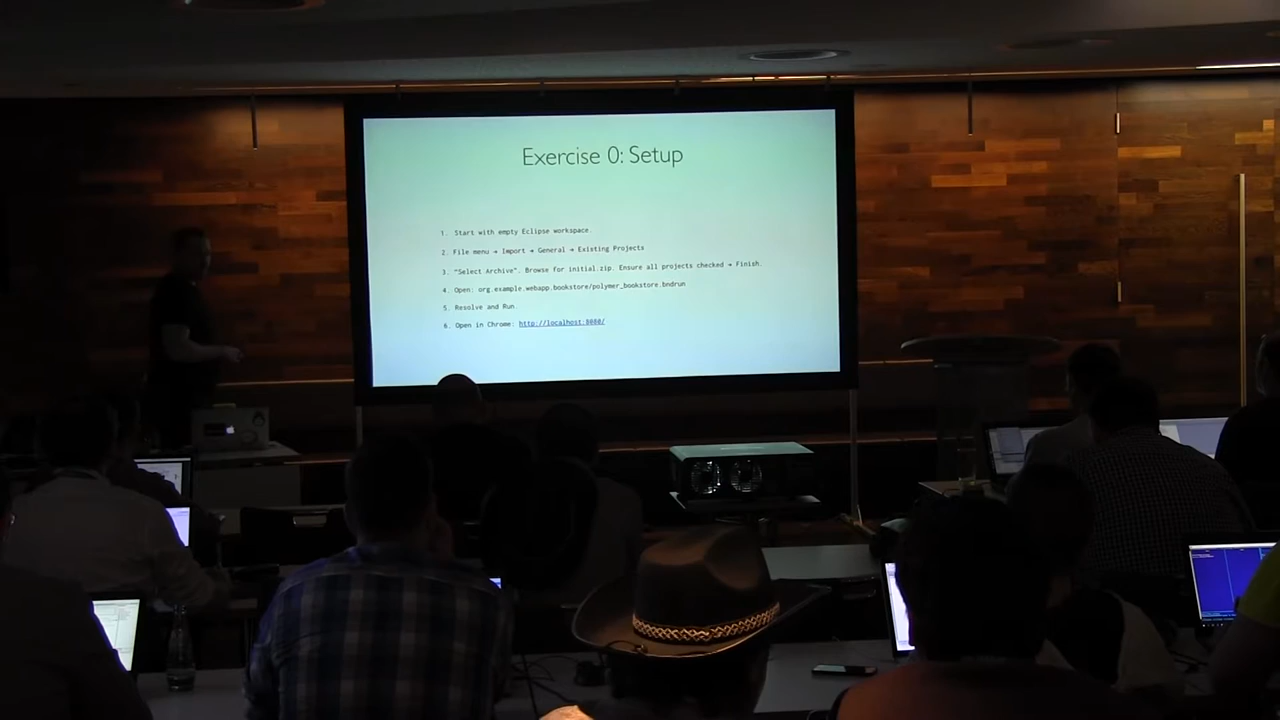 Exercise 0: Setup
1. Start with empty Eclipse workspace.
2. File menu → Import → General → Existing Projects
3. "Select Archive". Browse for initial.zip. Ensure all projects checked → Finish.
4. Open: org.example.webapp.bookstore/polymer_bookstore.bndrun
5. Resolve and Run.
6. Open in Chrome: http://localhost:8080/